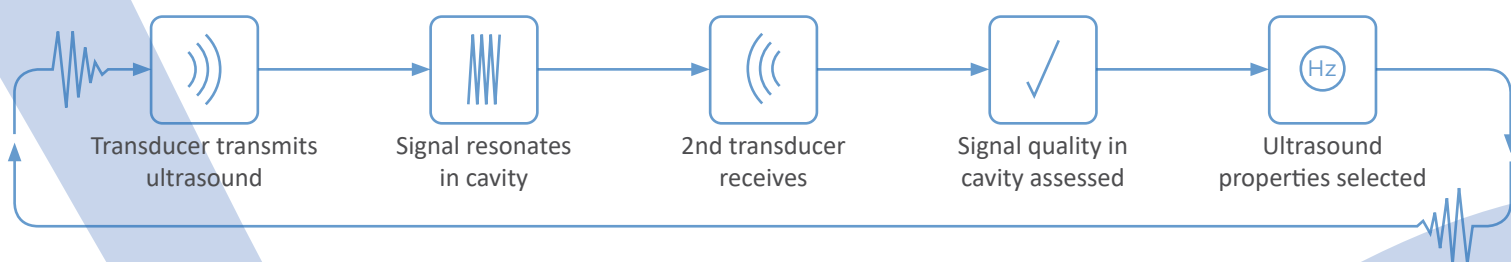 Hz
Transducer transmits
ultrasound
Signal resonates
in cavity
2nd transducer
receives
Signal quality in
cavity assessed
Ultrasound
properties selected